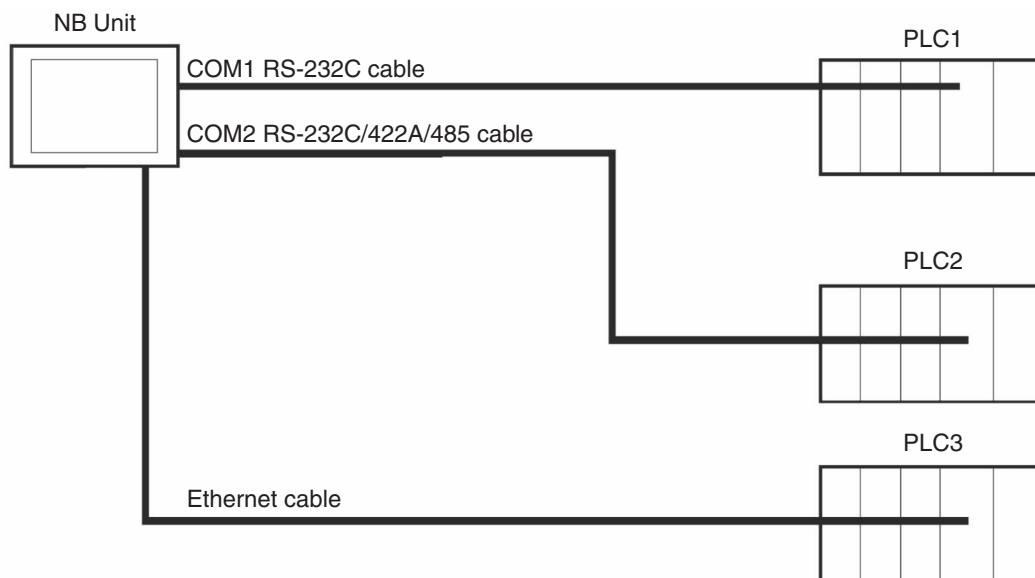 NB Unit
PLC1
COM1 RS-232C cable
COM2 RS-232C/422A/485 cable
PLC2
PLC3
Ethernet cable